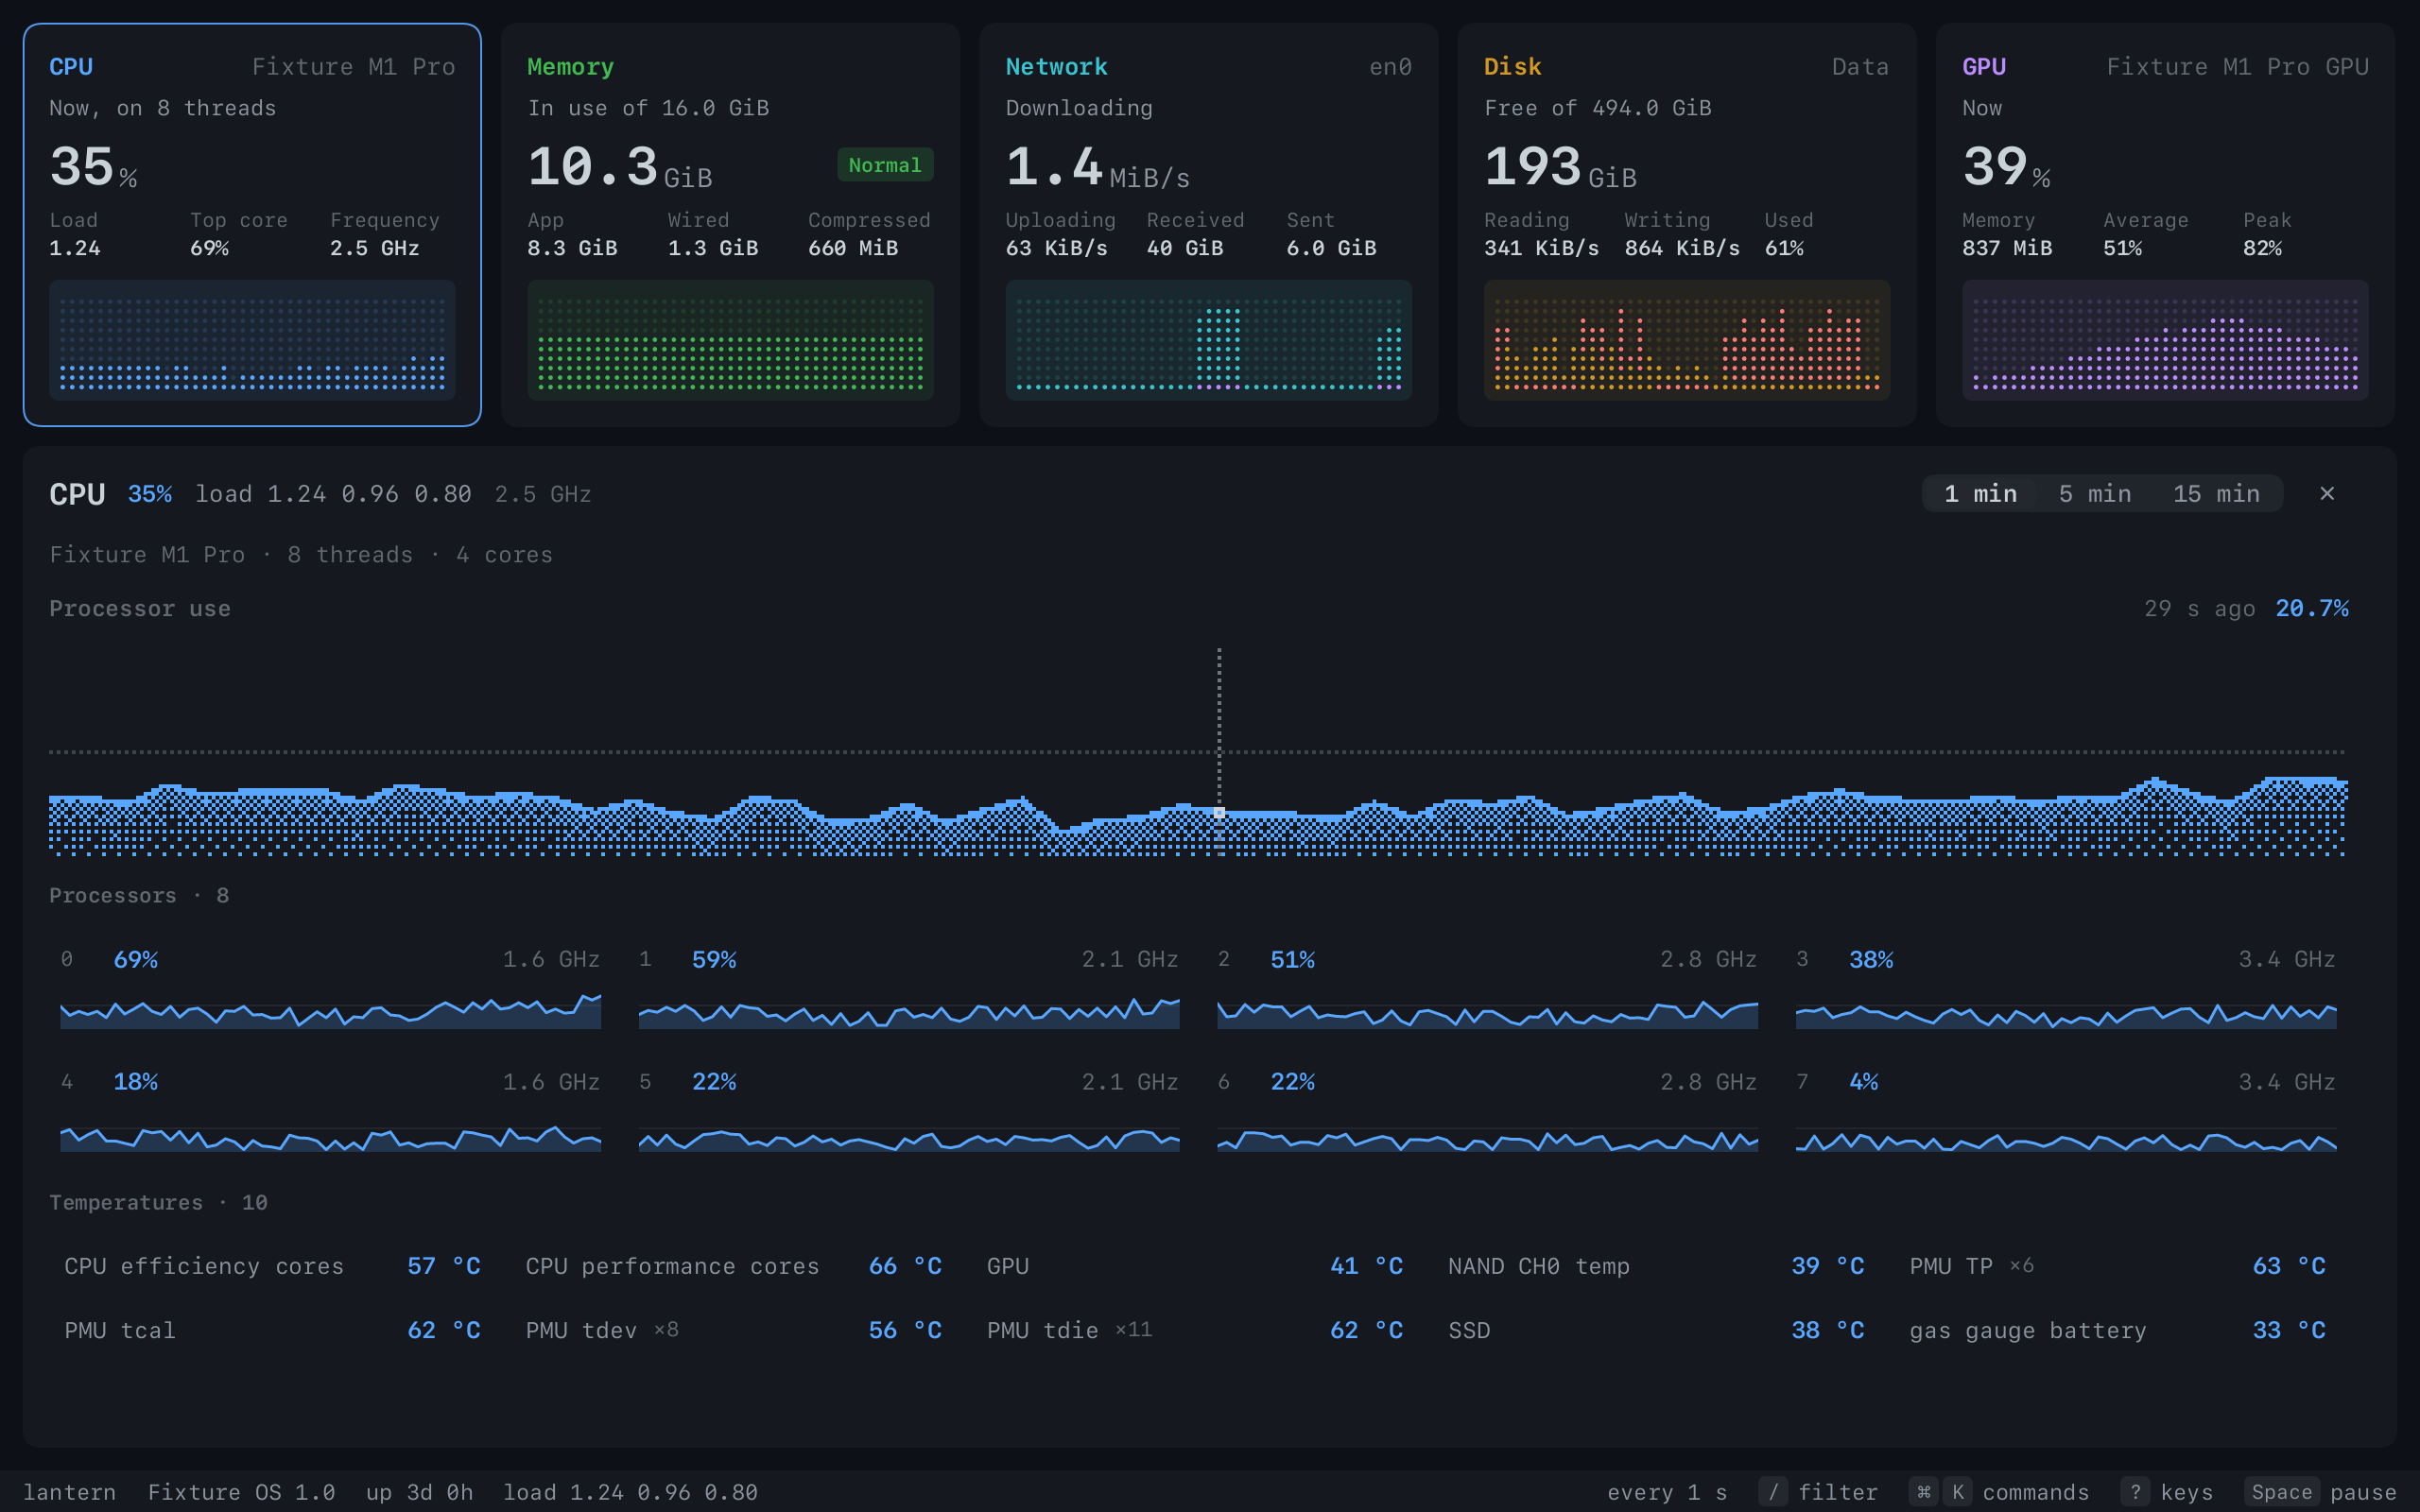 CPU Fixture M1 Pro
Now, on 8 threads
35 %
Load Top core Frequency
1.24 69% 2.5 GHz
Memory
In use of 16.0 GiB
10.3 GiB Normal
App Wired Compressed
8.3 GiB 1.3 GiB 660 MiB
Network en0
Downloading
1.4 MiB/s
Uploading Received Sent
63 KiB/s 40 GiB 6.0 GiB
Disk Data
Free of 494.0 GiB
193 GiB
Reading Writing Used
341 KiB/s 864 KiB/s 61%
GPU Fixture M1 Pro GPU
Now
39 %
Memory Average Peak
837 MiB 51% 82%
CPU 35% load 1.24 0.96 0.80 2.5 GHz 1 min 5 min 15 min ×
Fixture M1 Pro · 8 threads · 4 cores
Processor use 29 s ago 20.7%
Processors · 8
0 69% 1.6 GHz 1 59% 2.1 GHz 2 51% 2.8 GHz 3 38% 3.4 GHz
4 18% 1.6 GHz 5 22% 2.1 GHz 6 22% 2.8 GHz 7 4% 3.4 GHz
Temperatures · 10
CPU efficiency cores 57 °C CPU performance cores 66 °C GPU 41 °C NAND CH0 temp 39 °C PMU TP ×6 63 °C
PMU tcal 62 °C PMU tdev ×8 56 °C PMU tdie ×11 62 °C SSD 38 °C gas gauge battery 33 °C
lantern Fixture OS 1.0 up 3d 0h load 1.24 0.96 0.80 every 1 s / filter ⌘ K commands ? keys Space pause